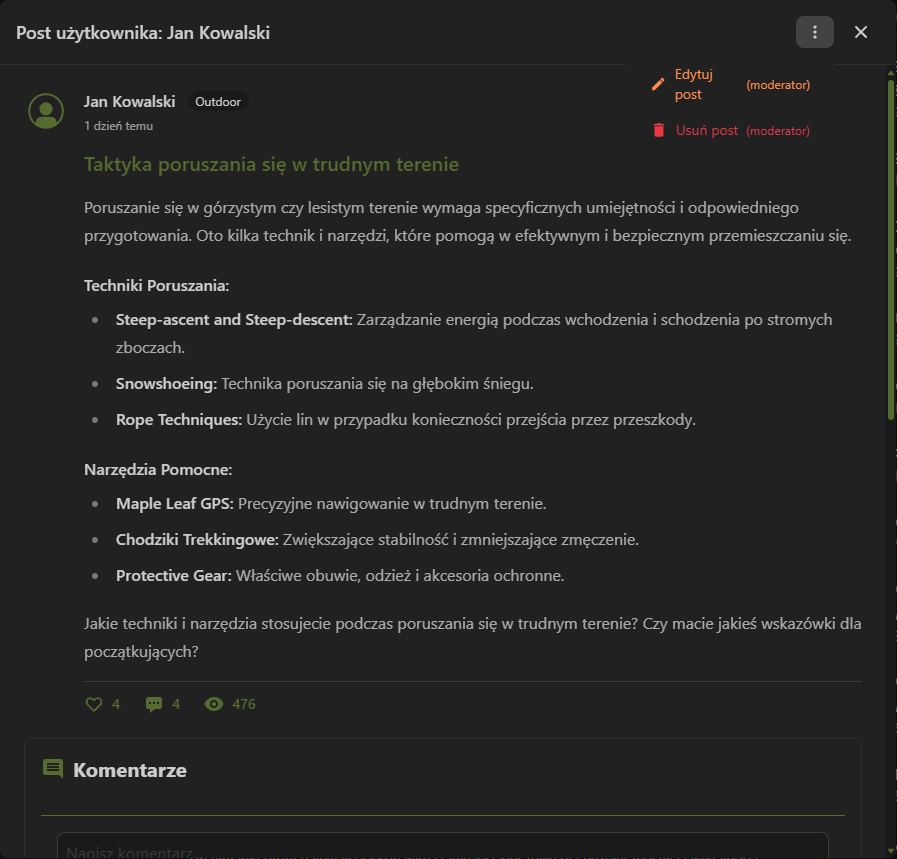 Post użytkownika: Jan Kowalski
Edytuj
post
(moderator)
Usuń post (moderator)
Jan Kowalski Outdoor
1 dzień temu
Taktyka poruszania się w trudnym terenie
Poruszanie się w górzystym czy lesistym terenie wymaga specyficznych umiejętności i odpowiedniego
przygotowania. Oto kilka technik i narzędzi, które pomogą w efektywnym i bezpiecznym przemieszczaniu się.
Techniki Poruszania:
Steep-ascent and Steep-descent: Zarządzanie energią podczas wchodzenia i schodzenia po stromych
zboczach.
Snowshoeing: Technika poruszania się na głębokim śniegu.
Rope Techniques: Użycie lin w przypadku konieczności przejścia przez przeszkody.
Narzędzia Pomocne:
Maple Leaf GPS: Precyzyjne nawigowanie w trudnym terenie.
Chodziki Trekkingowe: Zwiększające stabilność i zmniejszające zmęczenie.
Protective Gear: Właściwe obuwie, odzież i akcesoria ochronne.
Jakie techniki i narzędzia stosujecie podczas poruszania się w trudnym terenie? Czy macie jakieś wskazówki dla
początkujących?
4 4 476
Komentarze
Napisz komentarz